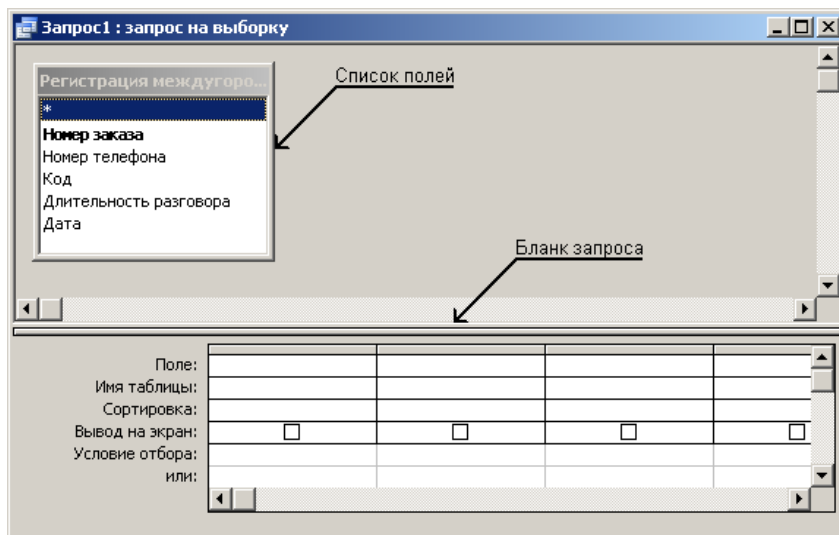 Запрос1 : запрос на выборку
Список полей
Регистрация междугоро...
*
Номер заказа
Номер телефона
Код
Длительность разговора
Дата
Бланк запроса
Поле:
Имя таблицы:
Сортировка:
Вывод на экран:
Условие отбора:
или: